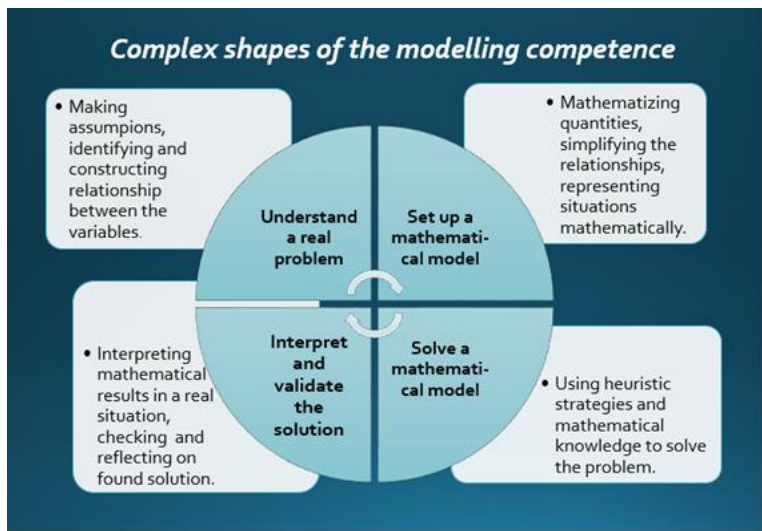 Complex shapes of the modelling competence
• Making
assumpions,
identifying and
constructing
relationship
between the
variables.
• Mathematizing
quantities,
simplifying the
relationships,
representing
situations
mathematically.
Understand
a real
problem
Set up a
mathemati-
cal model
Interpret
and
validate
the
solution
Solve a
mathemati-
cal model
• Interpreting
mathematical
results in a real
situation,
checking and
reflecting on
found solution.
• Using heuristic
strategies and
mathematical
knowledge to solve
the problem.